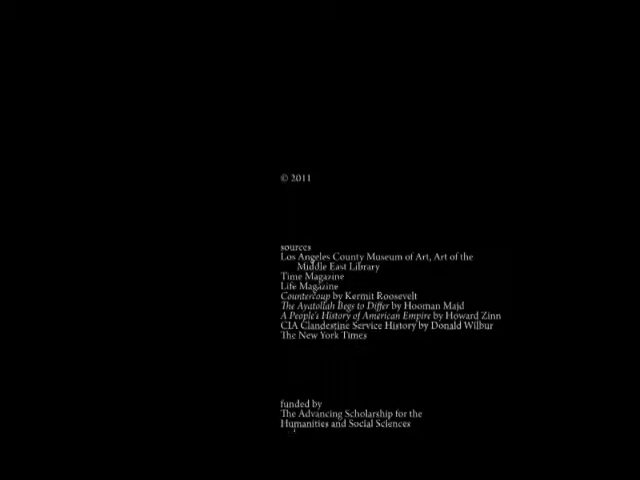 © 2011
sources
Los Angeles County Museum of Art, Art of the
Middle East Library
Time Magazine
Life Magazine
Countercoup by Kermit Roosevelt
The Ayatollah Begs to Differ by Hooman Majd
A People's History of American Empire by Howard Zinn
CIA Clandestine Service History by Donald Wilbur
The New York Times
funded by
The Advancing Scholarship for the
Humanities and Social Sciences